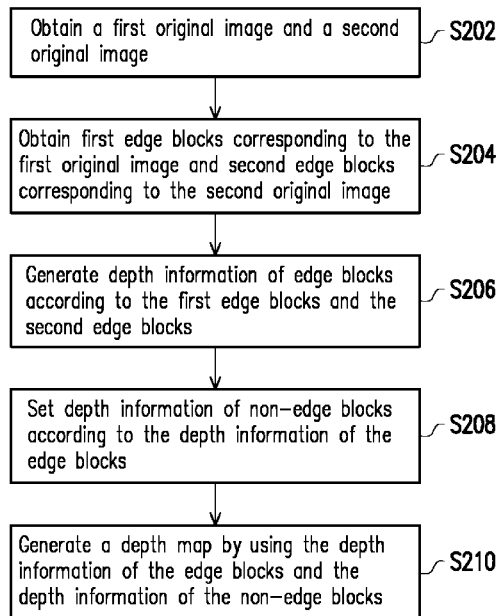 Obtain a first original image and a second
original image
S202
Obtain first edge blocks corresponding to the
first original image and second edge blocks
corresponding to the second original image
S204
Generate depth information of edge blocks
according to the first edge blocks and the
second edge blocks
S206
Set depth information of non-edge blocks
according to the depth information of the
edge blocks
S208
Generate a depth map by using the depth
information of the edge blocks and the
depth information of the non-edge blocks
S210